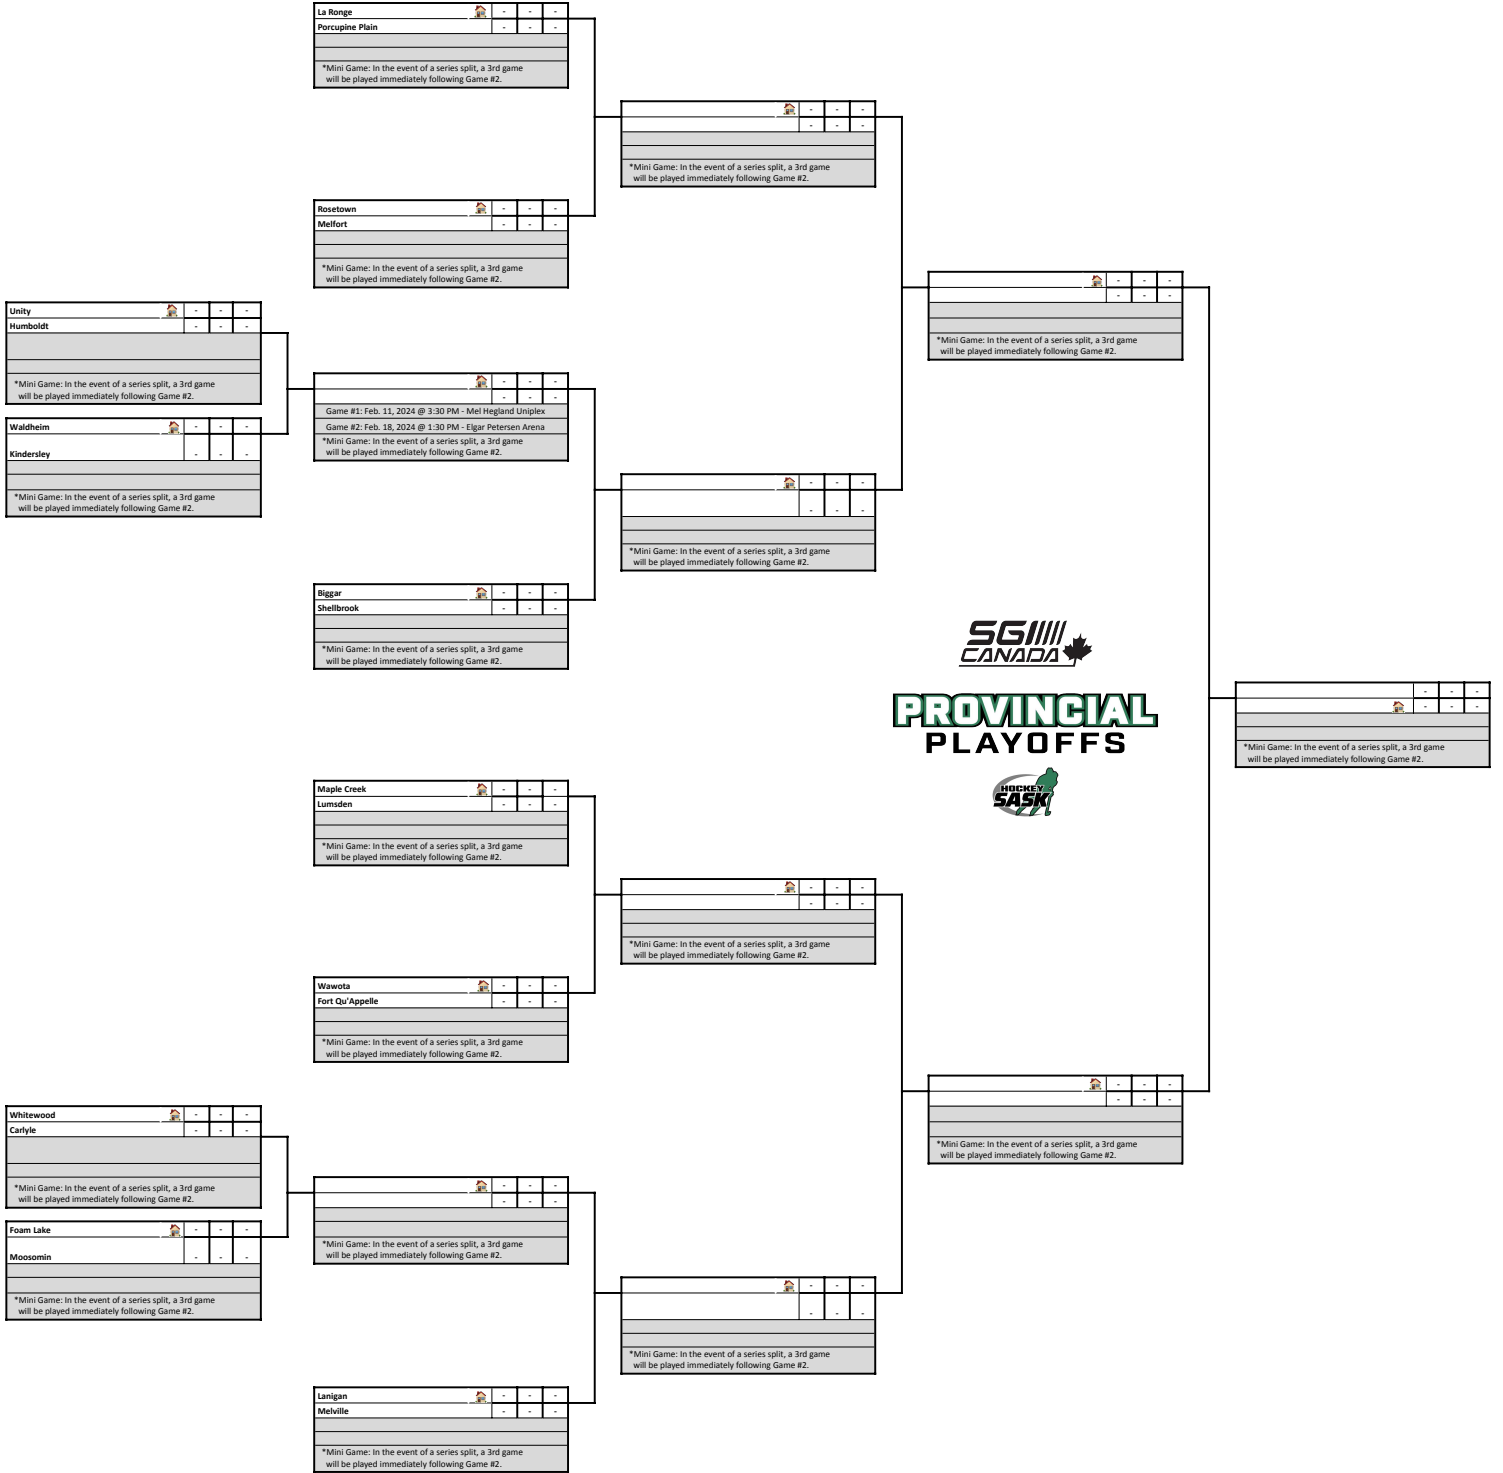 La Ronge - - -
Porcupine Plain - - -
*Mini Game: In the event of a series split, a 3rd game
will be played immediately following Game #2.
- - -
- - -
*Mini Game: In the event of a series split, a 3rd game
will be played immediately following Game #2.
Rosetown - - -
Melfort - - -
*Mini Game: In the event of a series split, a 3rd game
will be played immediately following Game #2.
- - -
- - -
*Mini Game: In the event of a series split, a 3rd game
will be played immediately following Game #2.
Unity - - -
Humboldt - - -
*Mini Game: In the event of a series split, a 3rd game
will be played immediately following Game #2.
- - -
- - -
Game #1: Feb. 11, 2024 @ 3:30 PM - Mel Hegland Uniplex
Game #2: Feb. 18, 2024 @ 1:30 PM - Elgar Petersen Arena
*Mini Game: In the event of a series split, a 3rd game
will be played immediately following Game #2.
Waldheim - - -
Kindersley - - -
*Mini Game: In the event of a series split, a 3rd game
will be played immediately following Game #2.
- - -
- - -
*Mini Game: In the event of a series split, a 3rd game
will be played immediately following Game #2.
Biggar - - -
Shellbrook - - -
*Mini Game: In the event of a series split, a 3rd game
will be played immediately following Game #2.
SGI
CANADA
PROVINCIAL
PLAYOFFS
HOCKEY
SASK
- - -
- - -
*Mini Game: In the event of a series split, a 3rd game
will be played immediately following Game #2.
Maple Creek - - -
Lumsden - - -
*Mini Game: In the event of a series split, a 3rd game
will be played immediately following Game #2.
- - -
- - -
*Mini Game: In the event of a series split, a 3rd game
will be played immediately following Game #2.
Wawota - - -
Fort Qu'Appelle - - -
*Mini Game: In the event of a series split, a 3rd game
will be played immediately following Game #2.
- - -
- - -
*Mini Game: In the event of a series split, a 3rd game
will be played immediately following Game #2.
Whitewood - - -
Carlyle - - -
*Mini Game: In the event of a series split, a 3rd game
will be played immediately following Game #2.
- - -
- - -
*Mini Game: In the event of a series split, a 3rd game
will be played immediately following Game #2.
Foam Lake - - -
Moosomin - - -
*Mini Game: In the event of a series split, a 3rd game
will be played immediately following Game #2.
- - -
- - -
*Mini Game: In the event of a series split, a 3rd game
will be played immediately following Game #2.
Lanigan - - -
Melville - - -
*Mini Game: In the event of a series split, a 3rd game
will be played immediately following Game #2.